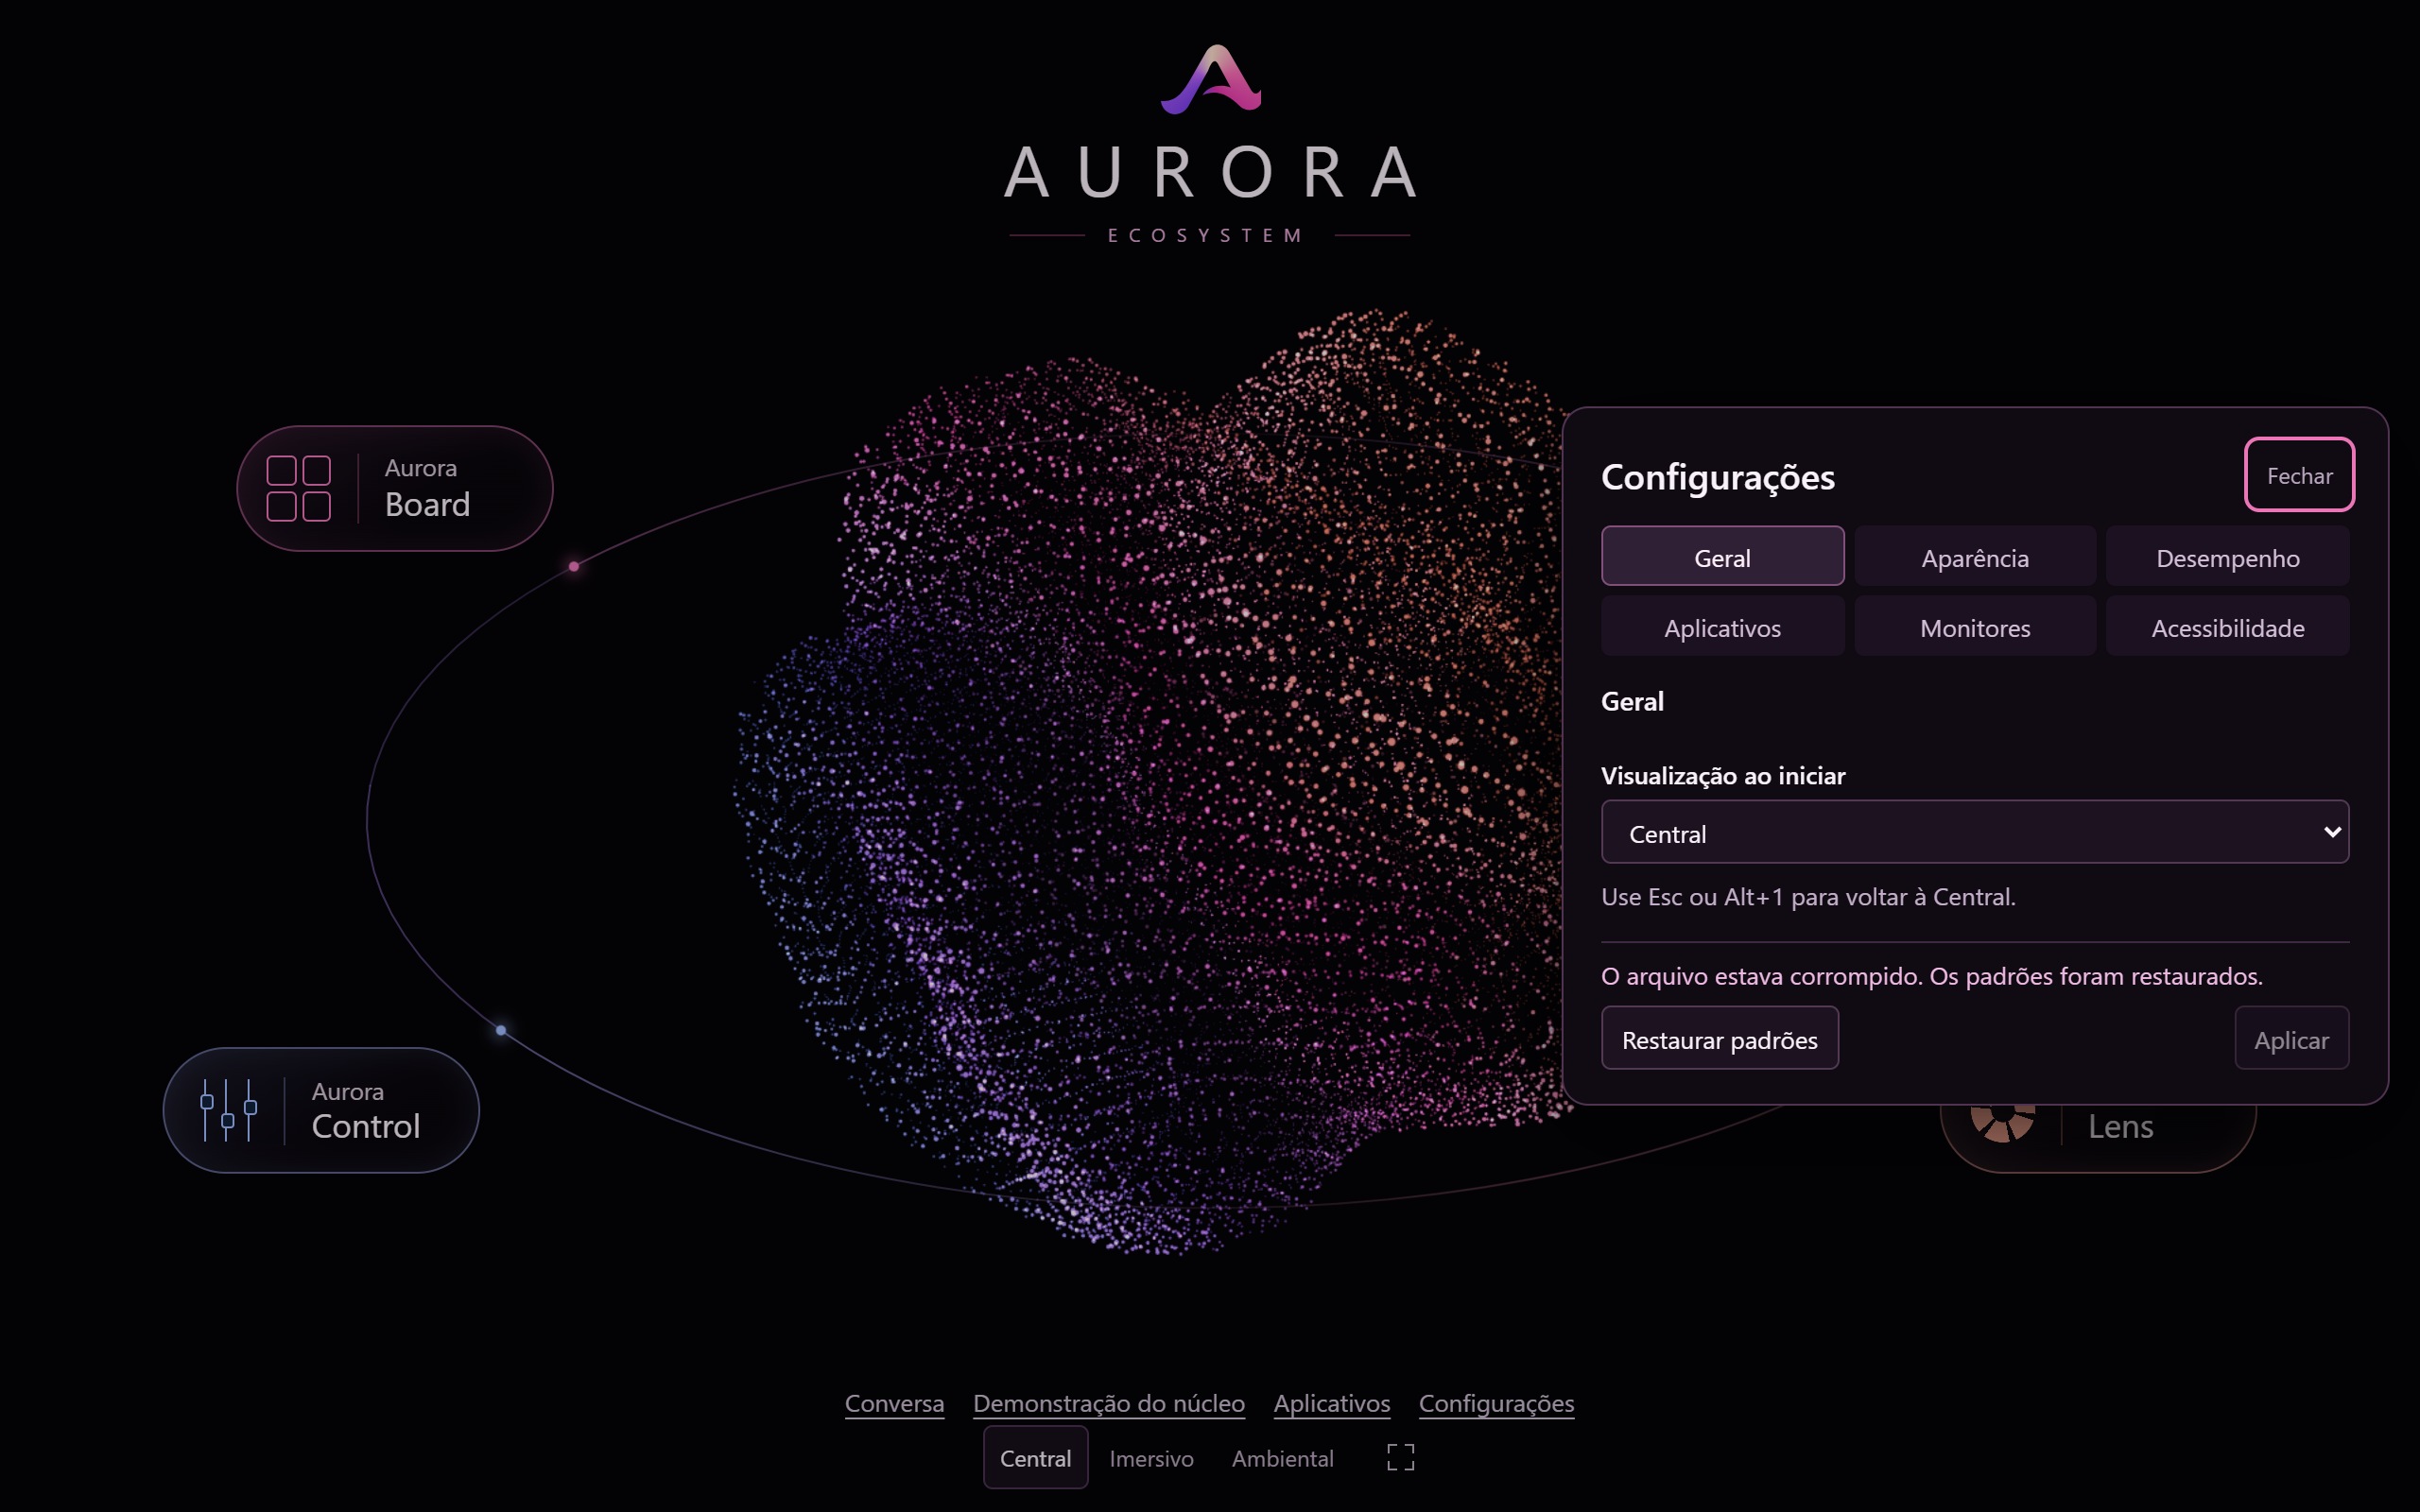 AURORA
ECOSYSTEM
Aurora
Board
Aurora
Control
Configurações
Fechar
Geral
Aparência
Desempenho
Aplicativos
Monitores
Acessibilidade
Geral
Visualização ao iniciar
Central
Use Esc ou Alt+1 para voltar à Central.
O arquivo estava corrompido. Os padrões foram restaurados.
Restaurar padrões
Aplicar
Lens
Conversa
Demonstração do núcleo
Aplicativos
Configurações
Central
Imersivo
Ambiental